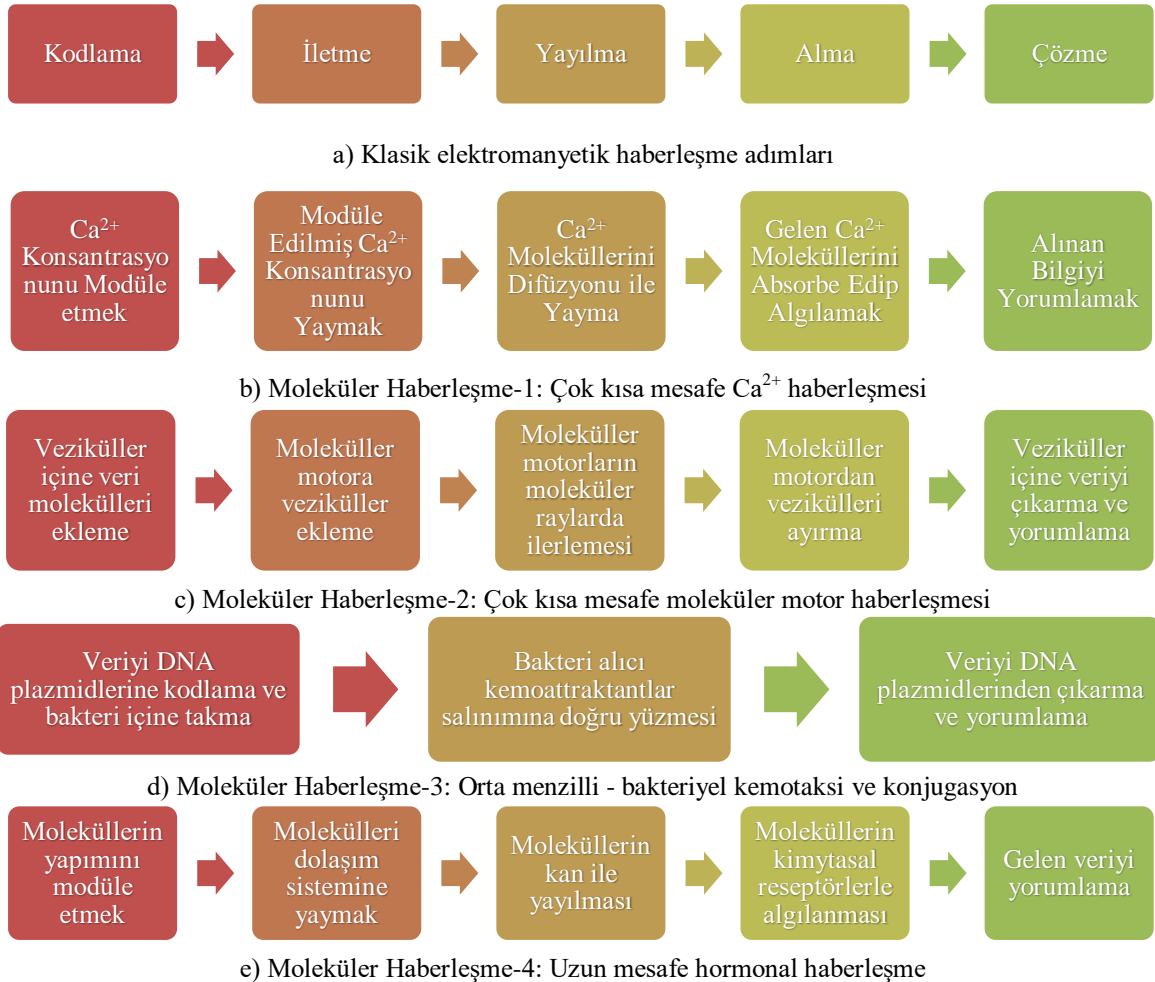 Kodlama
İletme
Yayılma
Alma
Çözme
a) Klasik elektromanyetik haberleşme adımları
Ca²⁺
Konsantrasyo
nunu Modüle
etmek
Modüle
Edilmiş Ca²⁺
Konsantrasyo
nunu
Yaymak
Ca²⁺
Moleküllerini
Difüzyonu ile
Yayma
Gelen Ca²⁺
Moleküllerini
Absorbe Edip
Algılamak
Alınan
Bilgiyi
Yorumlamak
b) Moleküler Haberleşme-1: Çok kısa mesafe Ca²⁺ haberleşmesi
Veziküller
içine veri
molekülleri
ekleme
Moleküller
motora
veziküller
ekleme
Moleküller
motorların
moleküler
raylarda
ilerlemesi
Moleküller
motordan
vezikülleri
ayırma
Veziküller
içine veriyi
çıkarma ve
yorumlama
c) Moleküler Haberleşme-2: Çok kısa mesafe moleküler motor haberleşmesi
Veriyi DNA
plazmidlerine kodlama ve
bakteri içine takma
Bakteri alıcı
kemoattraktantlar
salınımına doğru yüzmesi
Veriyi DNA
plazmidlerinden çıkarma
ve yorumlama
d) Moleküler Haberleşme-3: Orta menzilli - bakteriyel kemotaksi ve konjugasyon
Moleküllerin
yapımını
modüle
etmek
Molekülleri
dolaşım
sistemine
yaymak
Moleküllerin
kan ile
yayılması
Moleküllerin
kimytasal
reseptörlerle
algılanması
Gelen veriyi
yorumlama
e) Moleküler Haberleşme-4: Uzun mesafe hormonal haberleşme